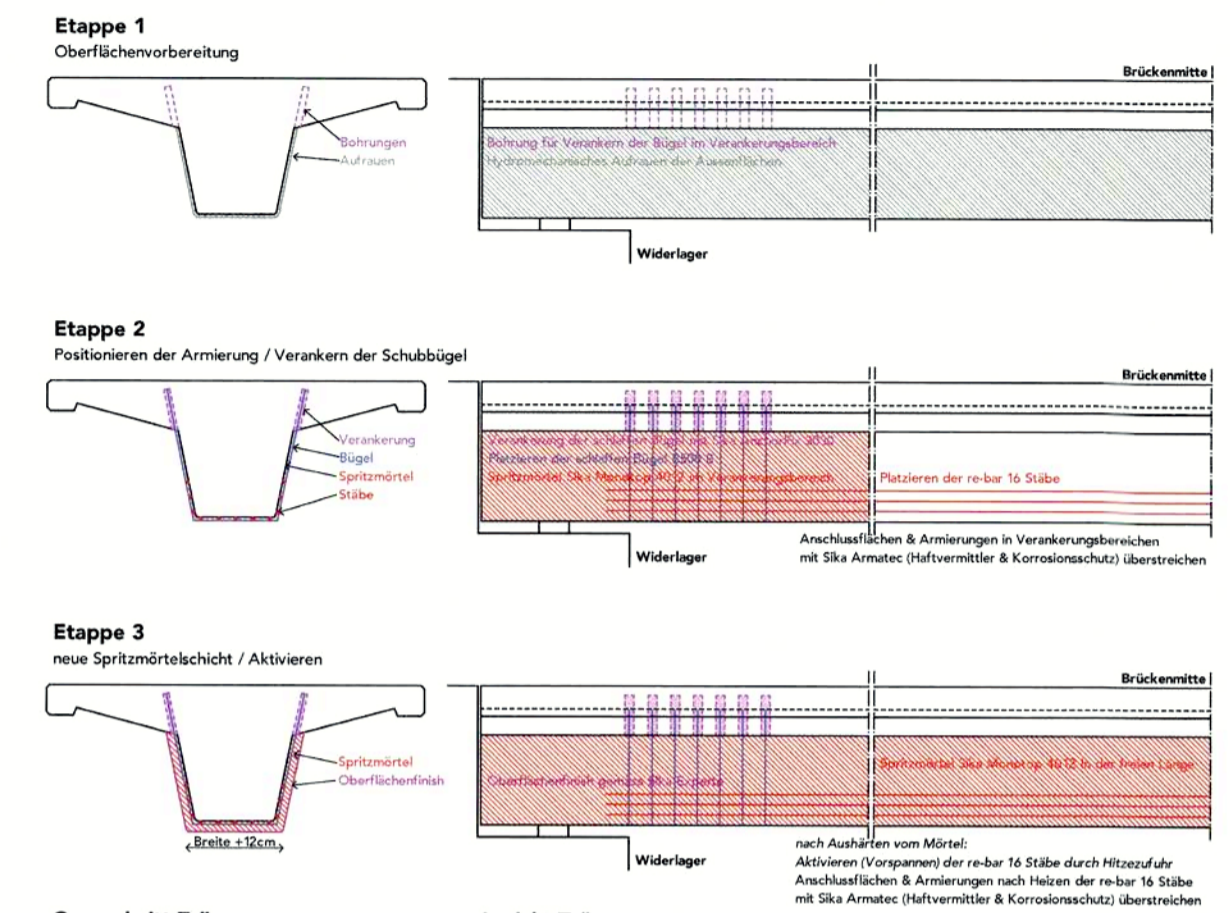 Etappe 1
Oberflächenvorbereitung
Brückenmitte
Bohrungen
Aufrauen
Bohrung für Verankern der Bügel im Verankerungsbereich
Hydromechanisches Aufrauen der Aussenflächen
Widerlager
Etappe 2
Positionieren der Armierung / Verankern der Schubbügel
Brückenmitte
Verankerung
Bügel
Spritzmörtel
Stäbe
Verankerung der schlaffen Bügel mit Sika AnchorFix 3030
Platzieren der schlaffen Bügel B500 B
Spritzmörtel Sika Monotop 4012 im Verankerungsbereich
Platzieren der re-bar 16 Stäbe
Anschlussflächen & Armierungen in Verankerungsbereichen
mit Sika Armatec (Haftvermittler & Korrosionsschutz) überstreichen
Widerlager
Etappe 3
neue Spritzmörtelschicht / Aktivieren
Brückenmitte
Spritzmörtel
Oberflächenfinish
Breite +12cm
Oberflächenfinish gemäss Sika Experte
Spritzmörtel Sika Monotop 4012 in der freien Länge
Widerlager
nach Aushärten vom Mörtel:
Aktivieren (Vorspannen) der re-bar 16 Stäbe durch Hitzezufuhr
Anschlussflächen & Armierungen nach Heizen der re-bar 16 Stäbe
mit Sika Armatec (Haftvermittler & Korrosionsschutz) überstreichen